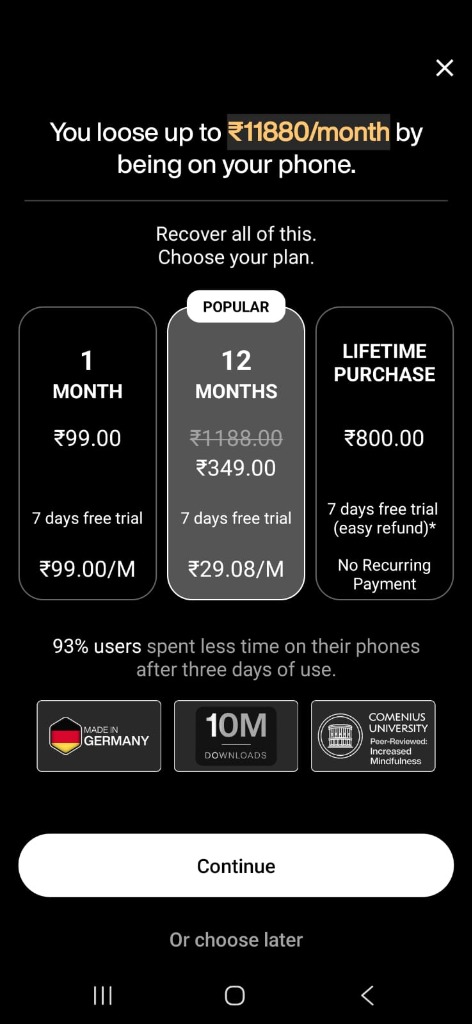 You loose up to ₹11880/month by
being on your phone.
Recover all of this.
Choose your plan.
POPULAR
1
MONTH
₹99.00
7 days free trial
₹99.00/M
12
MONTHS
₹1188.00
₹349.00
7 days free trial
₹29.08/M
LIFETIME
PURCHASE
₹800.00
7 days free trial
(easy refund)*
No Recurring
Payment
93% users spent less time on their phones
after three days of use.
MADE IN
GERMANY
10M
DOWNLOADS
COMENIUS
UNIVERSITY
Peer-Reviewed:
Increased
Mindfulness
Continue
Or choose later